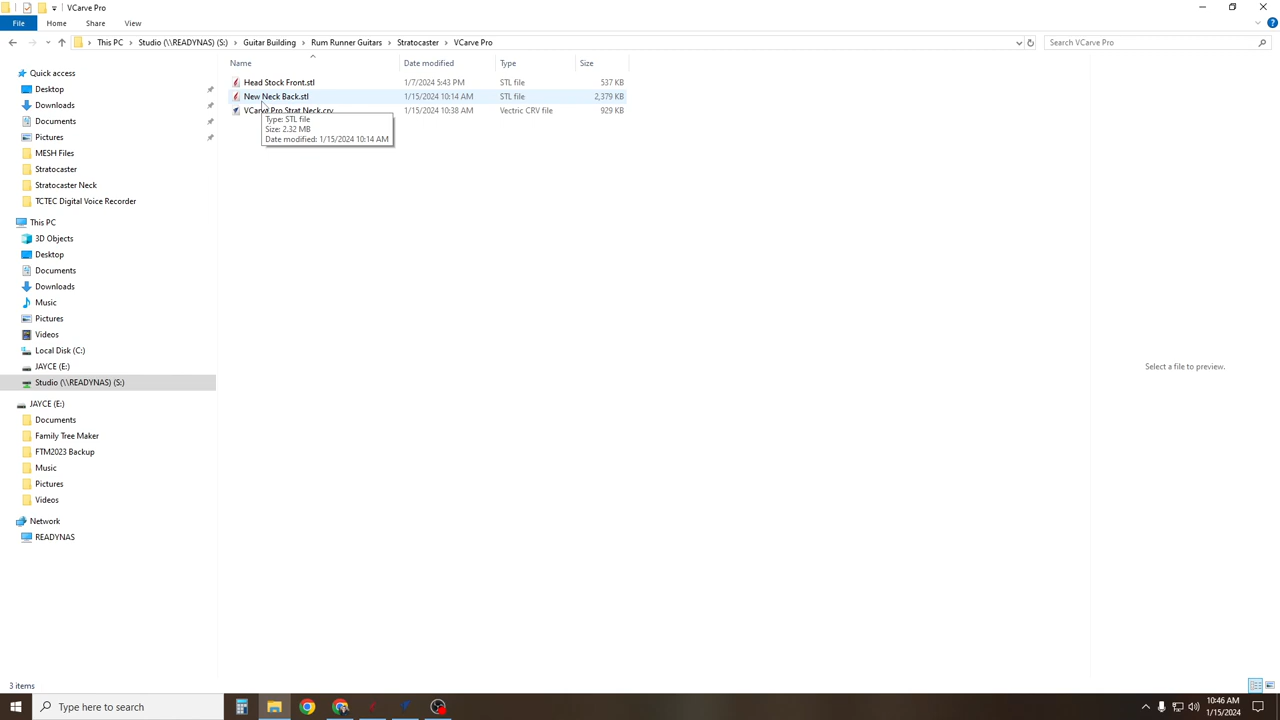 VCarve Pro
File
Home
Share
View
This PC
Studio (\\READYNAS) (S:)
Guitar Building
Rum Runner Guitars
Stratocaster
VCarve Pro
Search VCarve Pro
Name
Date modified
Type
Size
Head Stock Front.stl
1/7/2024 5:43 PM
STL file
537 KB
New Neck Back.stl
1/15/2024 10:14 AM
STL file
2,379 KB
VCarve Pro Strat Neck.crv
1/15/2024 10:38 AM
Vectric CRV file
929 KB
Type: STL file
Size: 2.32 MB
Date modified: 1/15/2024 10:14 AM
Quick access
Desktop
Downloads
Documents
Pictures
MESH Files
Stratocaster
Stratocaster Neck
TCTEC Digital Voice Recorder
This PC
3D Objects
Desktop
Documents
Downloads
Music
Pictures
Videos
Local Disk (C:)
JAYCE (E:)
Studio (\\READYNAS) (S:)
JAYCE (E:)
Documents
Family Tree Maker
FTM2023 Backup
Music
Pictures
Videos
Network
READYNAS
Select a file to preview.
3 items
Type here to search
10:46 AM
1/15/2024